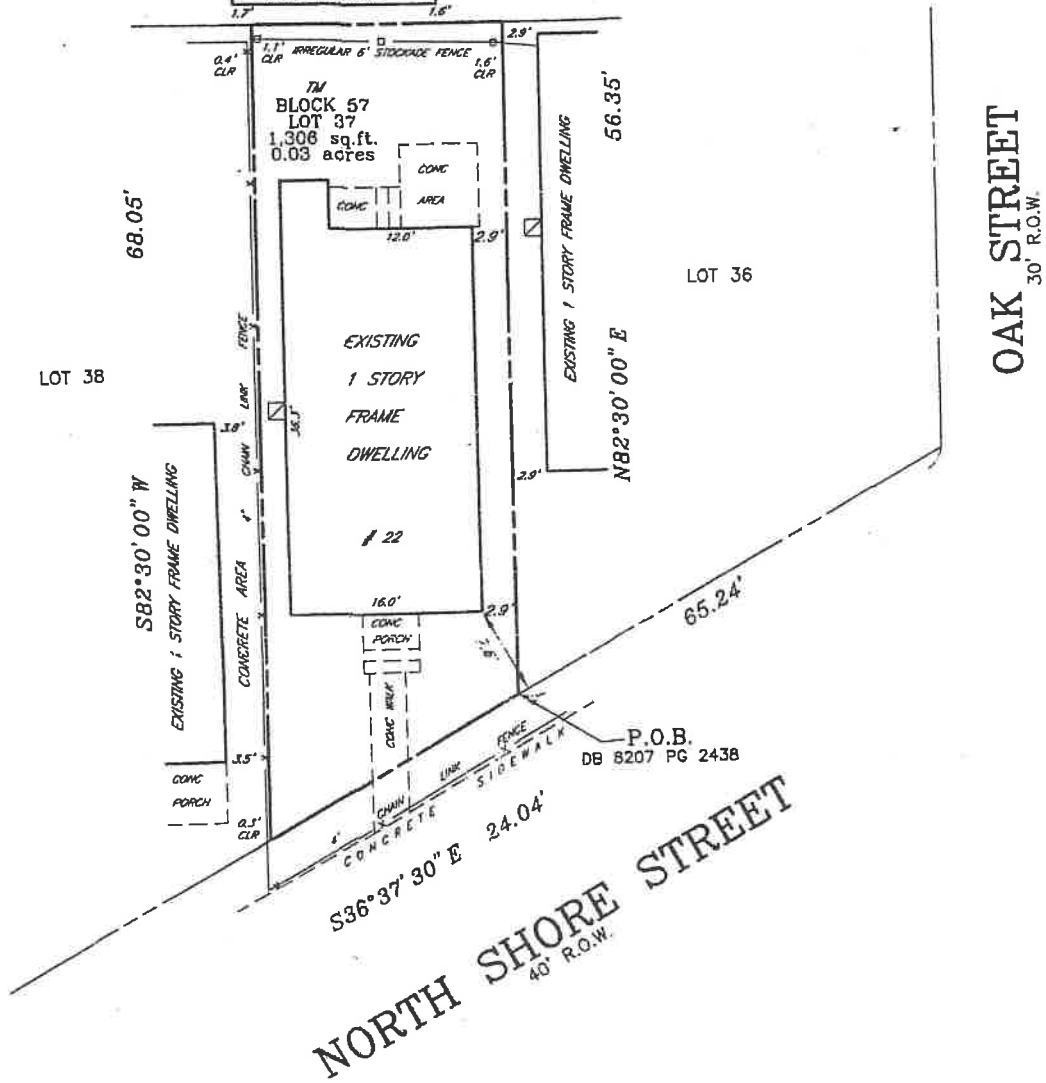 1.7'
1.6'
2.9'
0.4'
CLR
1.1'
CLR
IRREGULAR 6' STOCKADE FENCE
1.6'
CLR
TM
BLOCK 57
LOT 37
1,306 sq.ft.
0.03 acres
56.35'
CONC
AREA
CONC
12.0'
2.9'
68.05'
EXISTING 1 STORY FRAME DWELLING
LOT 36
OAK STREET
30' R.O.W.
EXISTING
1 STORY
FRAME
DWELLING
# 22
LOT 38
3.8'
4' CHAIN LINK FENCE
N82°30'00" E
2.9'
S82°30'00" W
EXISTING 1 STORY FRAME DWELLING
CONCRETE AREA
16.0'
2.9'
CONC
PORCH
CONC WALK
65.24'
3.5'
CONC
PORCH
0.3'
CLR
P.O.B.
DB 8207 PG 2438
4' CHAIN LINK FENCE
CONCRETE SIDEWALK
S36°37'30" E 24.04'
NORTH SHORE STREET
40' R.O.W.